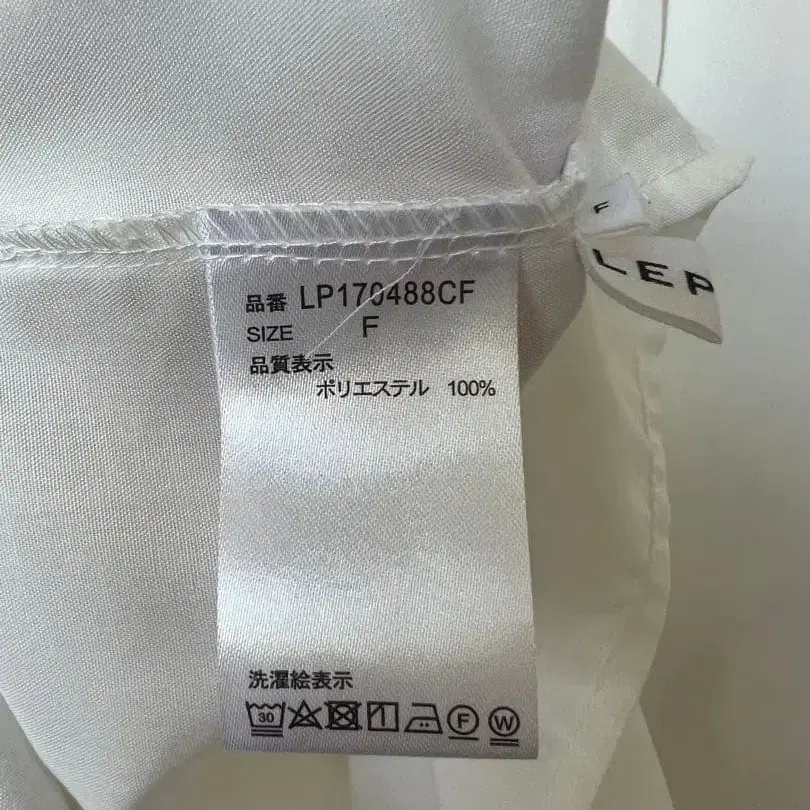 F
LEP
品番 LP170488CF
SIZE F
品質表示
ポリエステル 100%
洗濯絵表示
30 F W